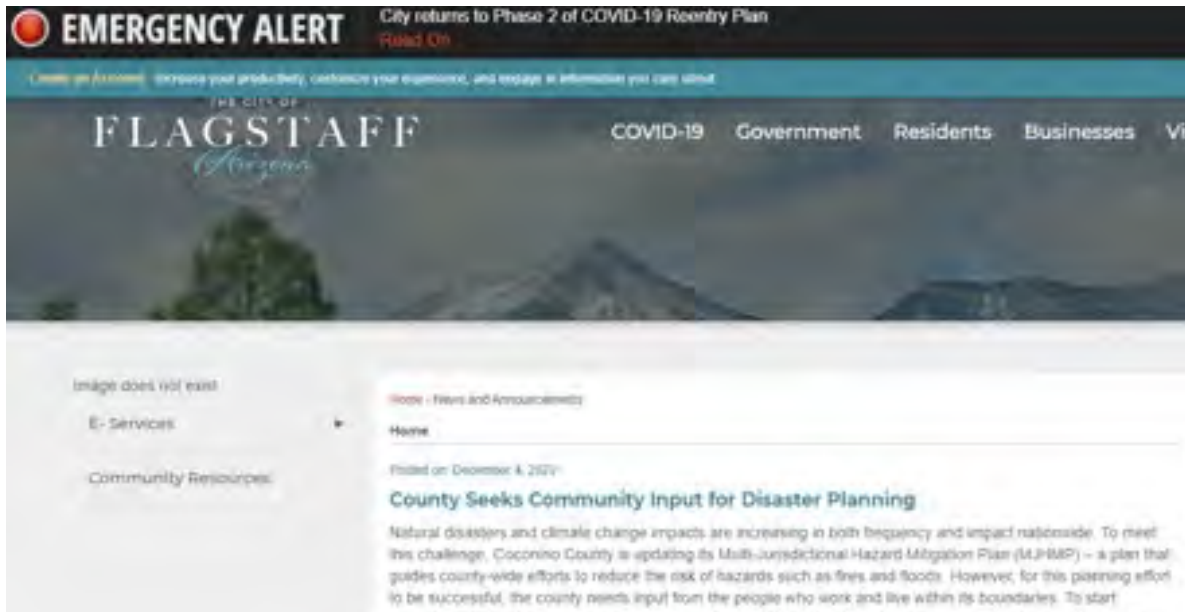 EMERGENCY ALERT
City returns to Phase 2 of COVID-19 Reentry Plan
Read On
Create an Account - Increase your productivity, customize your experience, and engage in information you care about
THE CITY OF
FLAGSTAFF
Arizona
COVID-19 Government Residents Businesses Vi
Image does not exist
E- Services
Community Resources
Home - News and Announcements
Home
Posted on: December 4,
County Seeks Community Input for Disaster Planning
Natural disasters and climate change impacts are increasing in both frequency and impact nationwide. To meet
this challenge, Coconino County is updating its Multi-Jurisdictional Hazard Mitigation Plan (MJHMP) – a plan that
guides county-wide efforts to reduce the risk of hazards such as fires and floods. However, for this planning effort
to be successful, the county needs input from the people who work and live within its boundaries. To start